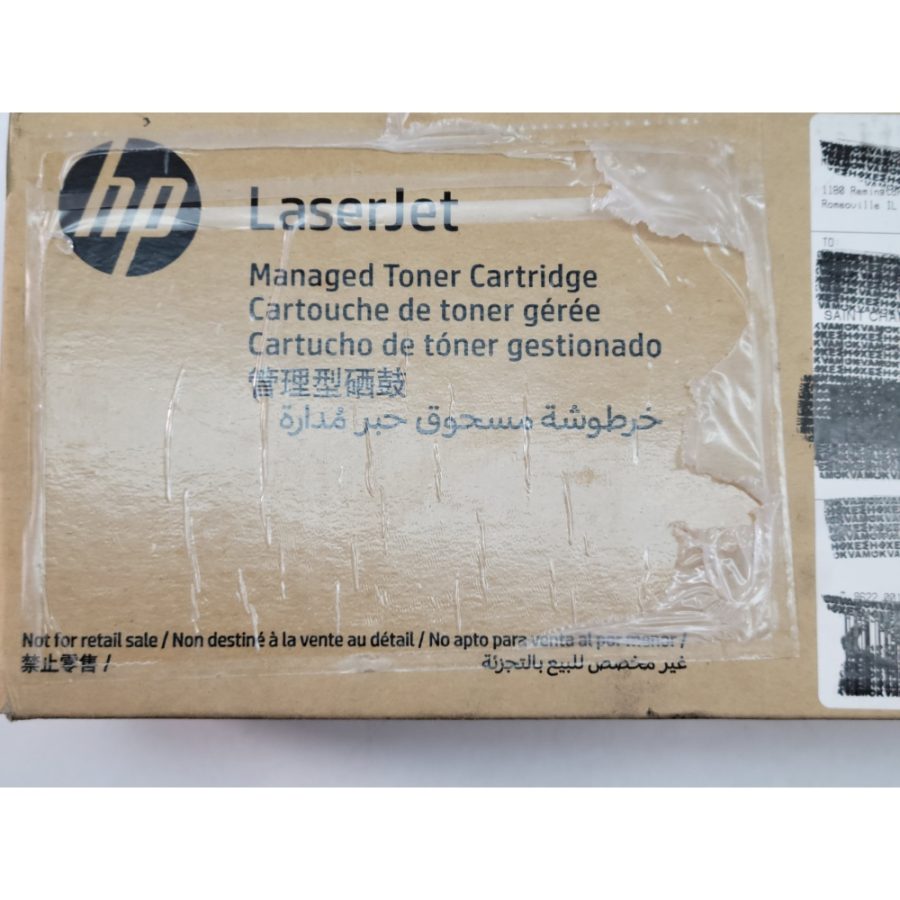 hp
LaserJet
Managed Toner Cartridge
Cartouche de toner gérée
Cartucho de tóner gestionado
管理型硒鼓
خرطوشة مسحوق حبر مُدارة
Not for retail sale / Non destiné à la vente au détail / No apto para venta al por menor /
禁止零售 /
غير مخصص للبيع بالتجزئة
1180
Romeoville IL
TO
SAINT